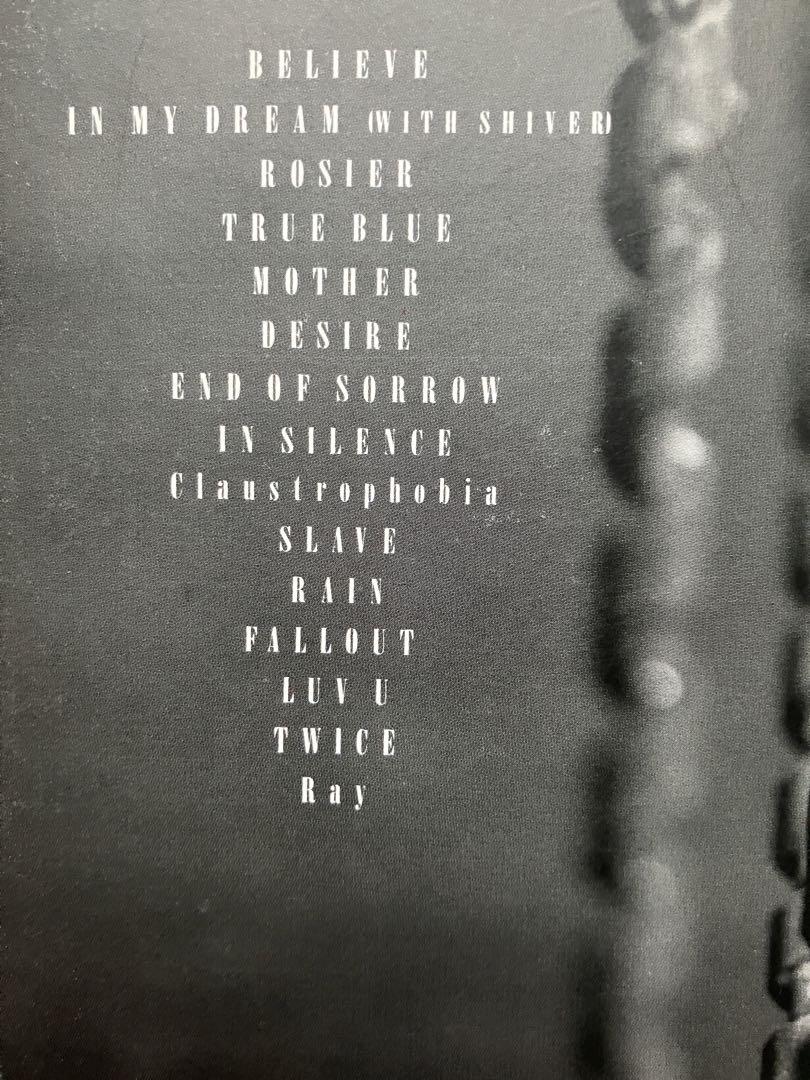 BELIEVE
IN MY DREAM (WITH SHIVER)
ROSIER
TRUE BLUE
MOTHER
DESIRE
END OF SORROW
IN SILENCE
Claustrophobia
SLAVE
RAIN
FALLOUT
LUV U
TWICE
Ray